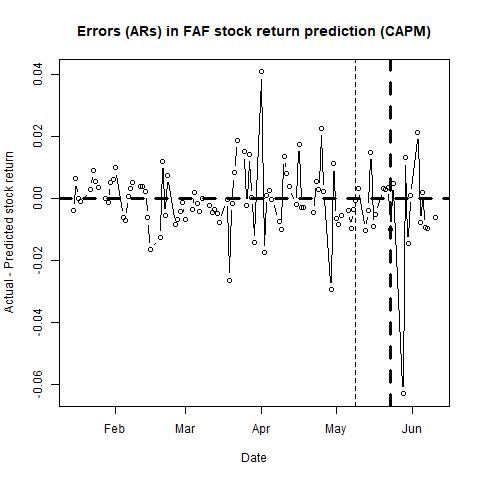 Errors (ARs) in FAF stock return prediction (CAPM)
Actual - Predicted stock return
0.04
0.02
0.00
-0.02
-0.04
-0.06
Feb Mar Apr May Jun
Date